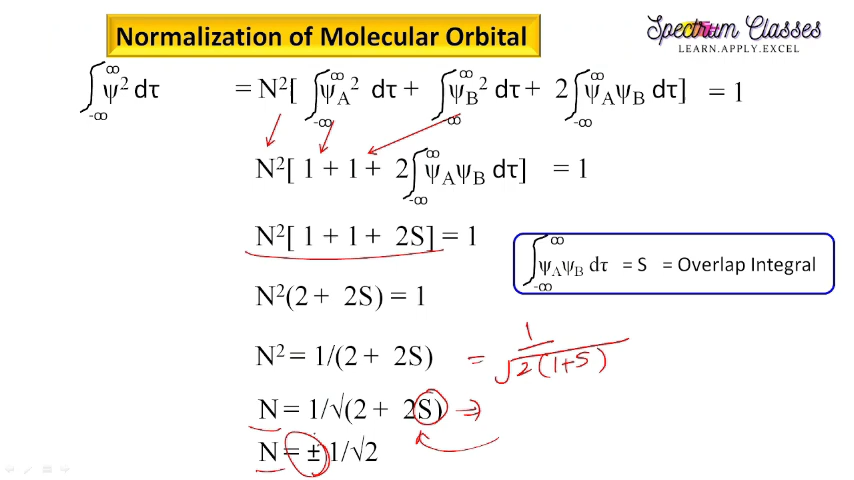 Normalization of Molecular Orbital
Spectrum Classes
LEARN.APPLY.EXCEL
∫_{-∞}^{∞} ψ² dτ = N²[ ∫_{-∞}^{∞} ψ_A² dτ + ∫_{-∞}^{∞} ψ_B² dτ + 2∫_{-∞}^{∞} ψ_Aψ_B dτ] = 1
N²[ 1 + 1 + 2∫_{-∞}^{∞} ψ_Aψ_B dτ] = 1
N²[ 1 + 1 + 2S] = 1
∫_{-∞}^{∞} ψ_Aψ_B dτ = S = Overlap Integral
N²(2 + 2S) = 1
N² = 1/(2 + 2S) = 1/√2(1+S)
N = 1/√(2 + 2S) ⇒
N = ± 1/√2